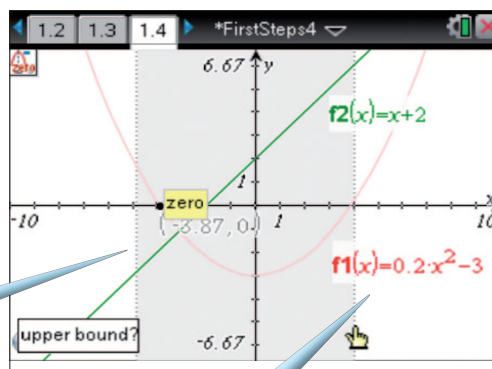 1.2 1.3 1.4 *FirstSteps4
zero
6.67 y
f2(x)=x+2
1
zero
x
-10 (-3.87, 0. 1 10
f1(x)=0.2·x²-3
upper bound?
-6.67